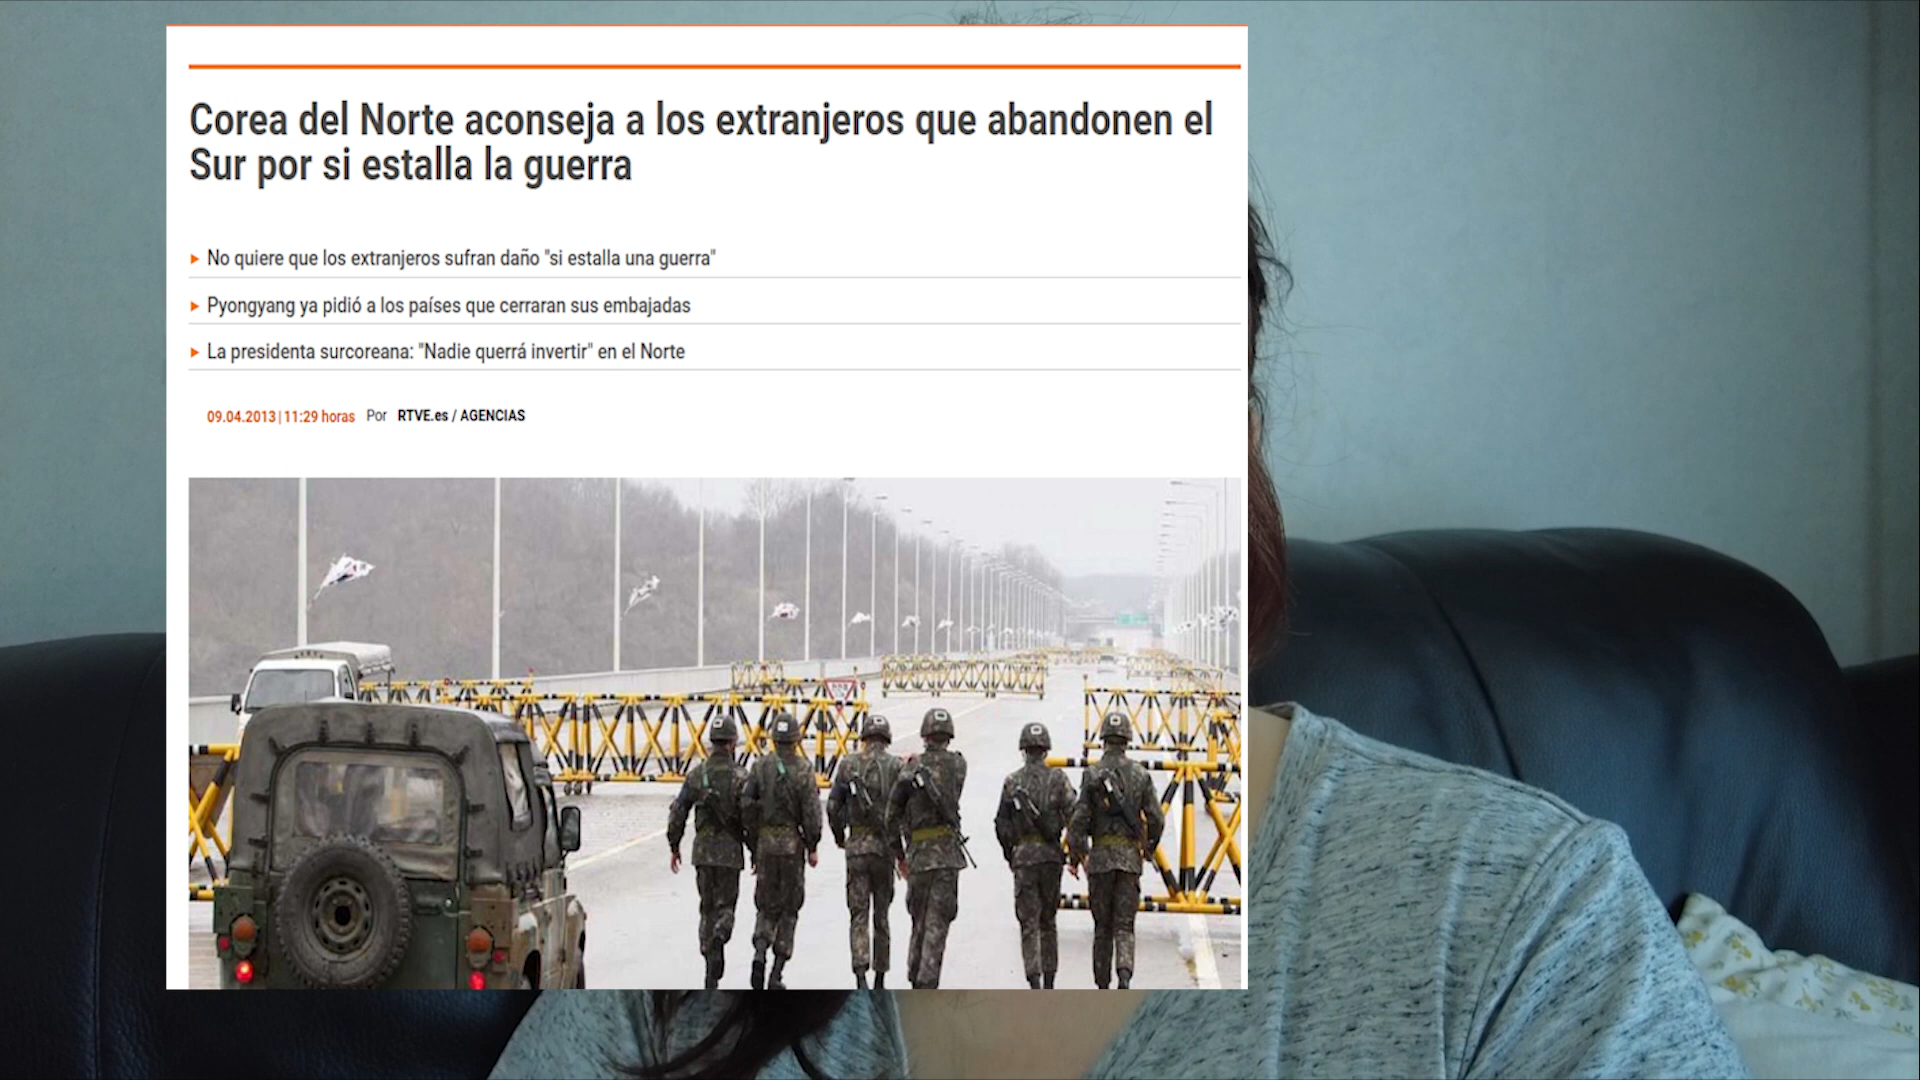 Corea del Norte aconseja a los extranjeros que abandonen el
Sur por si estalla la guerra
No quiere que los extranjeros sufran daño "si estalla una guerra"
Pyongyang ya pidió a los países que cerraran sus embajadas
La presidenta surcoreana: "Nadie querrá invertir" en el Norte
09.04.2013 | 11:29 horas Por RTVE.es / AGENCIAS